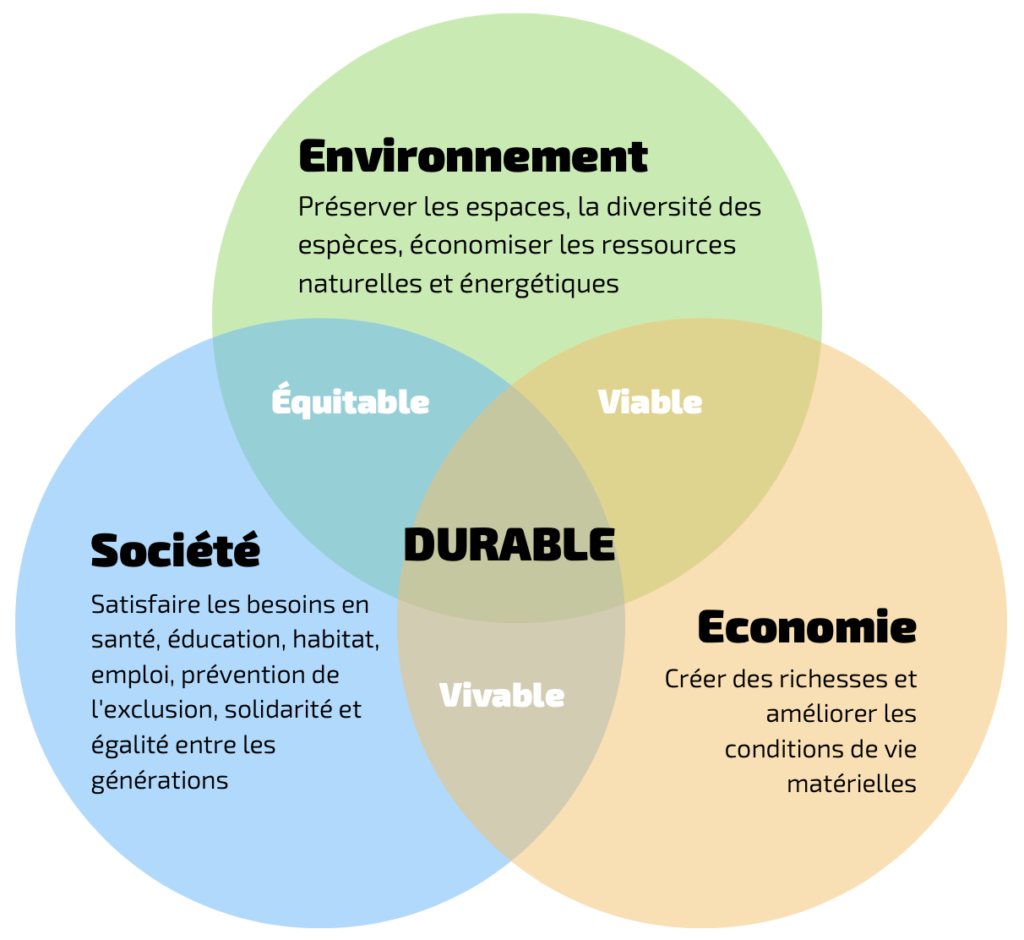 Environnement
Préserver les espaces, la diversité des
espèces, économiser les ressources
naturelles et énergétiques
Équitable
Viable
DURABLE
Société
Satisfaire les besoins en
santé, éducation, habitat,
emploi, prévention de
l'exclusion, solidarité et
égalité entre les
générations
Economie
Créer des richesses et
améliorer les
conditions de vie
matérielles
Vivable